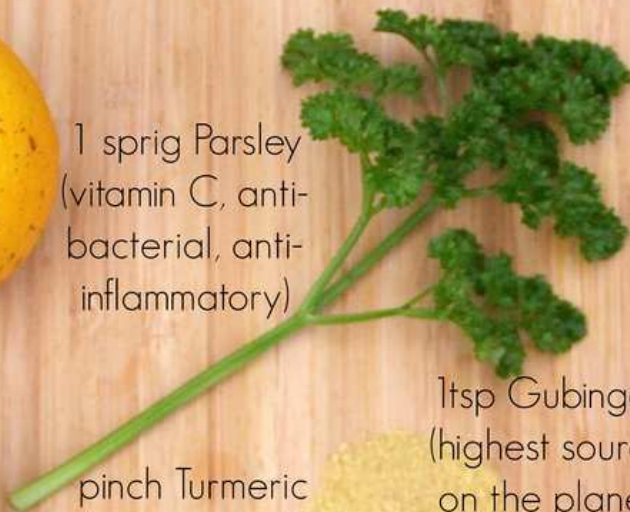 1 sprig Parsley
(vitamin C, anti-
bacterial, anti-
inflammatory)
1tsp Gubing
(highest sour
on the plane
pinch Turmeric